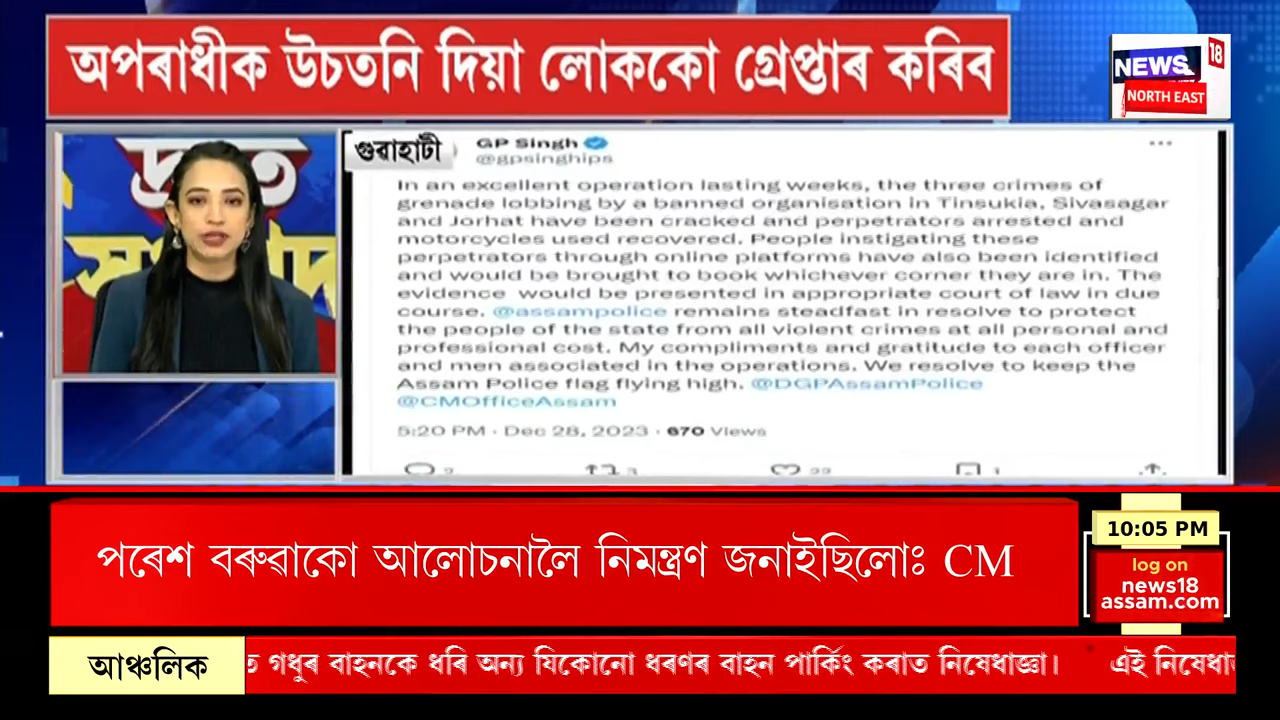 অপৰাধীক উচতনি দিয়া লোককো গ্ৰেপ্তাৰ কৰিব
NEWS 18
NORTH EAST
দ্ৰুত
সংবাদ
গুৱাহাটী
GP Singh
@gpsinghips
In an excellent operation lasting weeks, the three crimes of
grenade lobbing by a banned organisation in Tinsukia, Sivasagar
and Jorhat have been cracked and perpetrators arrested and
motorcycles used recovered. People instigating these
perpetrators through online platforms have also been identified
and would be brought to book whichever corner they are in. The
evidence would be presented in appropriate court of law in due
course. @assampolice remains steadfast in resolve to protect
the people of the state from all violent crimes at all personal and
professional cost. My compliments and gratitude to each officer
and men associated in the operations. We resolve to keep the
Assam Police flag flying high. @DGPAssamPolice
@CMOfficeAssam
5:20 PM · Dec 28, 2023 · 670 Views
পৰেশ বৰুৱাকো আলোচনালৈ নিমন্ত্ৰণ জনাইছিলোঃ CM
10:05 PM
log on
news18
assam.com
আঞ্চলিক
ত গধুৰ বাহনকে ধৰি অন্য যিকোনো ধৰণৰ বাহন পাৰ্কিং কৰাত নিষেধাজ্ঞা। এই